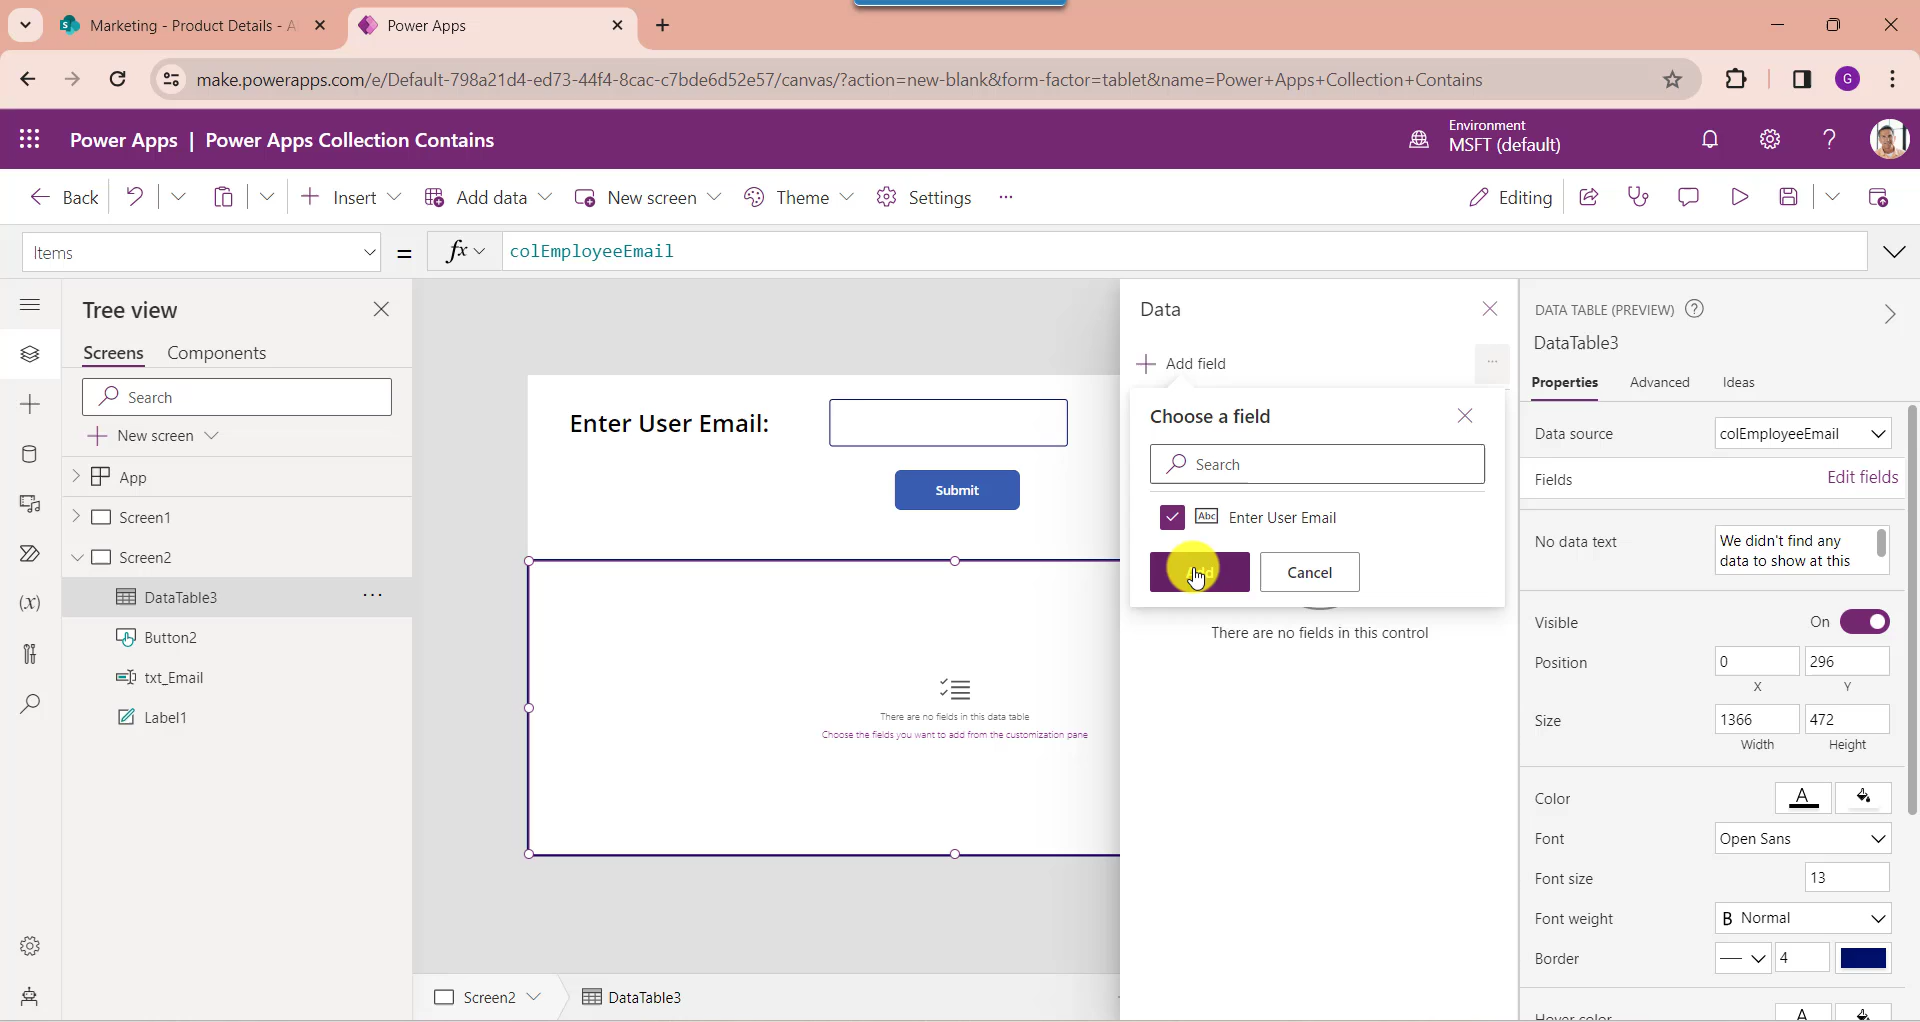 Marketing - Product Details - A
Power Apps
make.powerapps.com/e/Default-798a21d4-ed73-44f4-8cac-c7bde6d52e57/canvas/?action=new-blank&form-factor=tablet&name=Power+Apps+Collection+Contains
G
Power Apps | Power Apps Collection Contains
Environment
MSFT (default)
Back
Insert
Add data
New screen
Theme
Settings
Editing
Items
=
fx
colEmployeeEmail
Tree view
Screens
Components
Search
New screen
App
Screen1
Screen2
DataTable3
Button2
txt_Email
Label1
Enter User Email:
Submit
There are no fields in this data table
Choose the fields you want to add from the customization pane
Screen2
DataTable3
Data
Add field
Choose a field
Search
Abc
Enter User Email
Add
Cancel
There are no fields in this control
DATA TABLE (PREVIEW)
DataTable3
Properties
Advanced
Ideas
Data source
colEmployeeEmail
Fields
Edit fields
No data text
We didn't find any
data to show at this
Visible
On
Position
0
296
X
Y
Size
1366
472
Width
Height
Color
A
Font
Open Sans
Font size
13
Font weight
B Normal
Border
4
Hover color
A